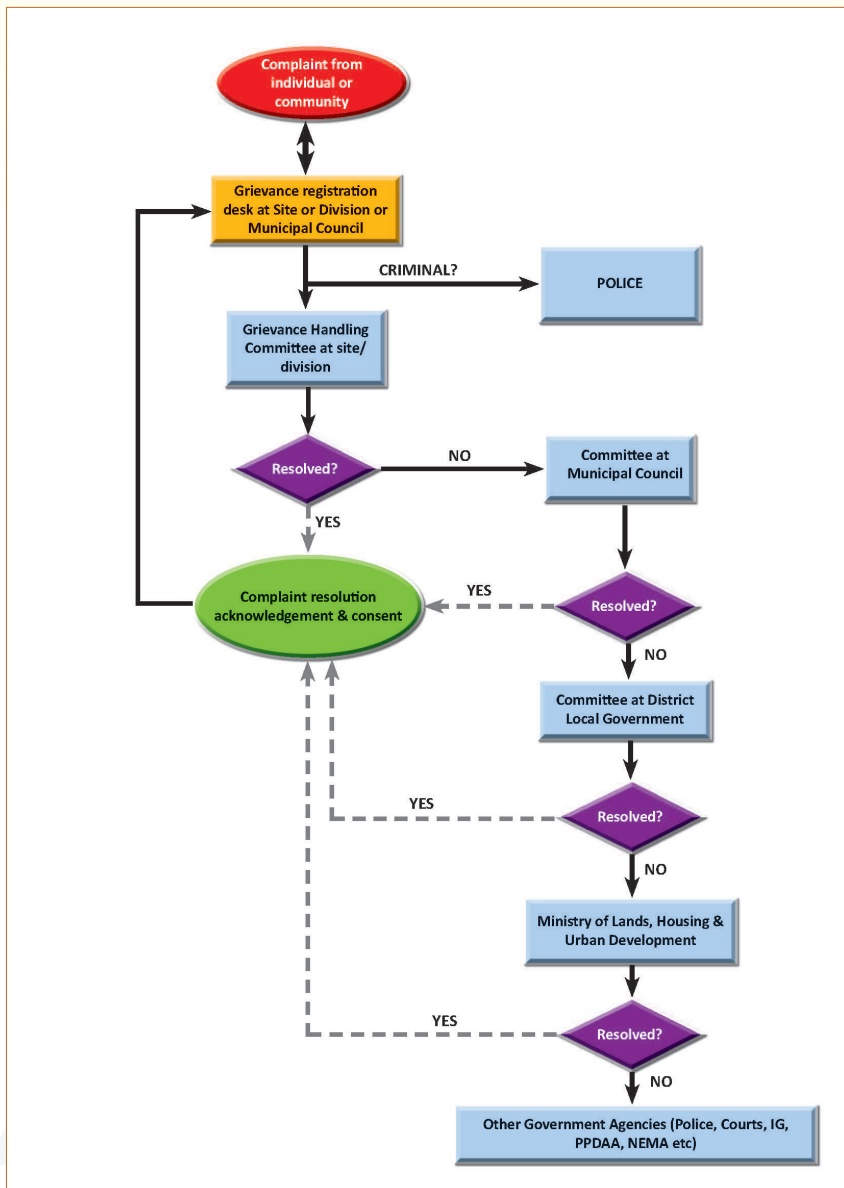 Complaint from
individual or
community
Grievance registration
desk at Site or Division or
Municipal Council
CRIMINAL?
POLICE
Grievance Handling
Committee at site/
division
Resolved?
NO
Committee at
Municipal Council
YES
Complaint resolution
acknowledgement & consent
YES
Resolved?
NO
Committee at District
Local Government
YES
Resolved?
NO
Ministry of Lands, Housing &
Urban Development
YES
Resolved?
NO
Other Government Agencies (Police, Courts, IG,
PPDAA, NEMA etc)